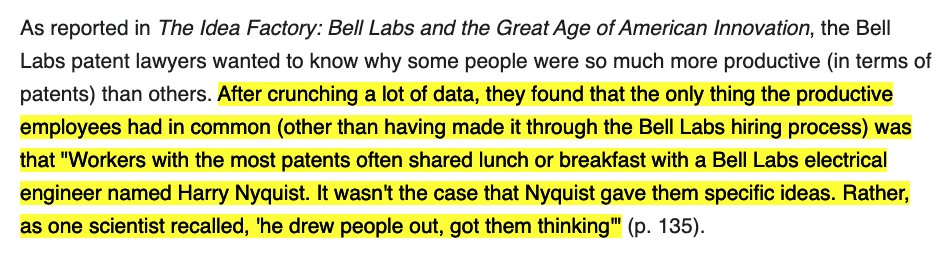 As reported in The Idea Factory: Bell Labs and the Great Age of American Innovation, the Bell
Labs patent lawyers wanted to know why some people were so much more productive (in terms of
patents) than others. After crunching a lot of data, they found that the only thing the productive
employees had in common (other than having made it through the Bell Labs hiring process) was
that "Workers with the most patents often shared lunch or breakfast with a Bell Labs electrical
engineer named Harry Nyquist. It wasn't the case that Nyquist gave them specific ideas. Rather,
as one scientist recalled, 'he drew people out, got them thinking'" (p. 135).